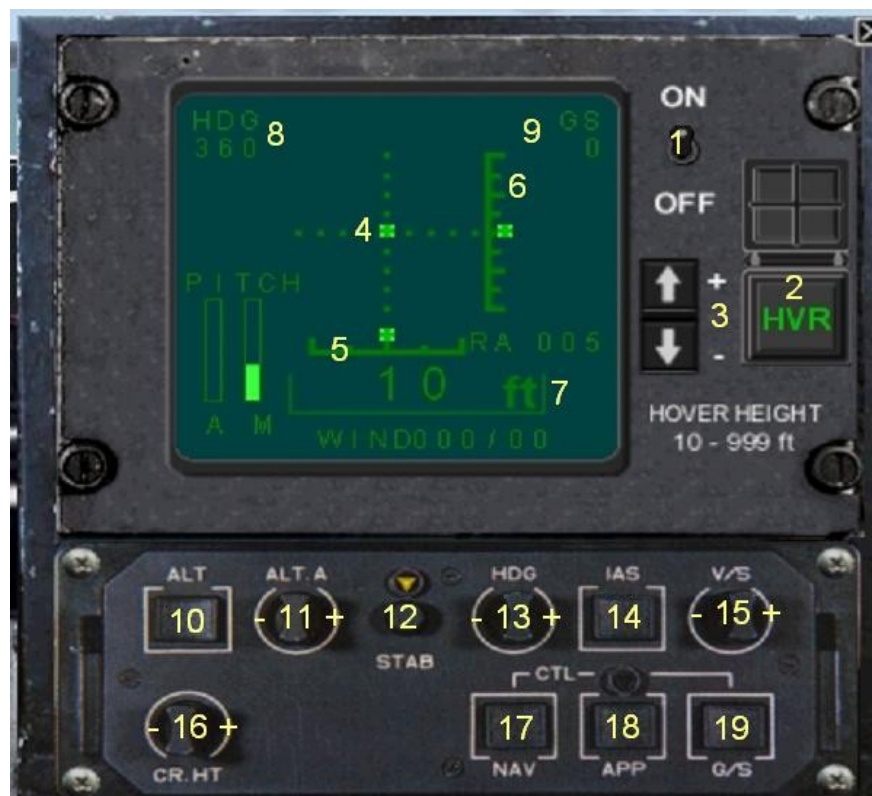 HDG 8 9 GS
360 0
ON
1
OFF
4
6
PITCH
2
HVR
+
3
-
5
RA 005
10 ft 7
A M
WIND000/00
HOVER HEIGHT
10 - 999 ft
ALT ALT.A HDG IAS V/S
10 - 11 + 12 - 13 + 14 - 15 +
STAB
CTL
- 16 + 17 18 19
CR.HT NAV APP G/S